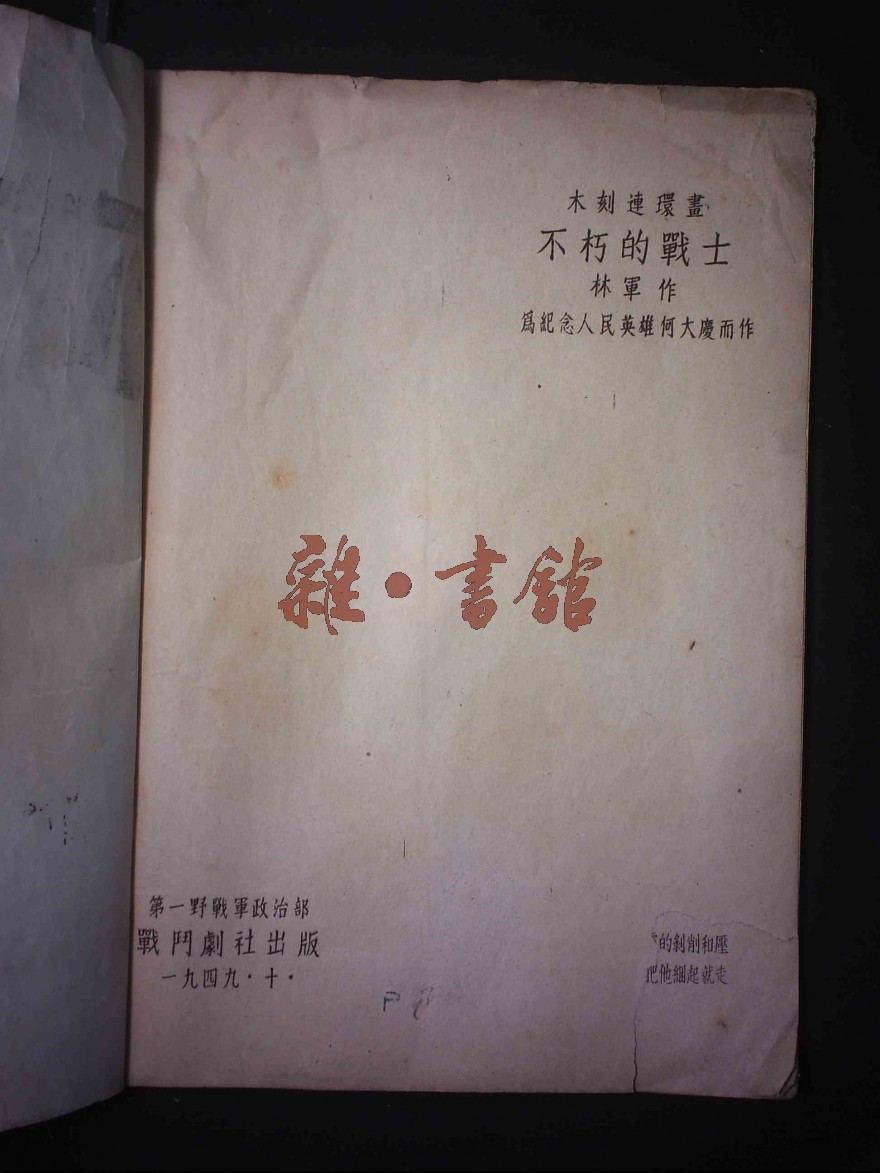 木刻連環畫
不朽的戰士
林軍作
爲紀念人民英雄何大慶而作
雜·書館
第一野戰軍政治部
戰鬥劇社出版
一九四九·十·
的剝削和壓
把他綑起就走